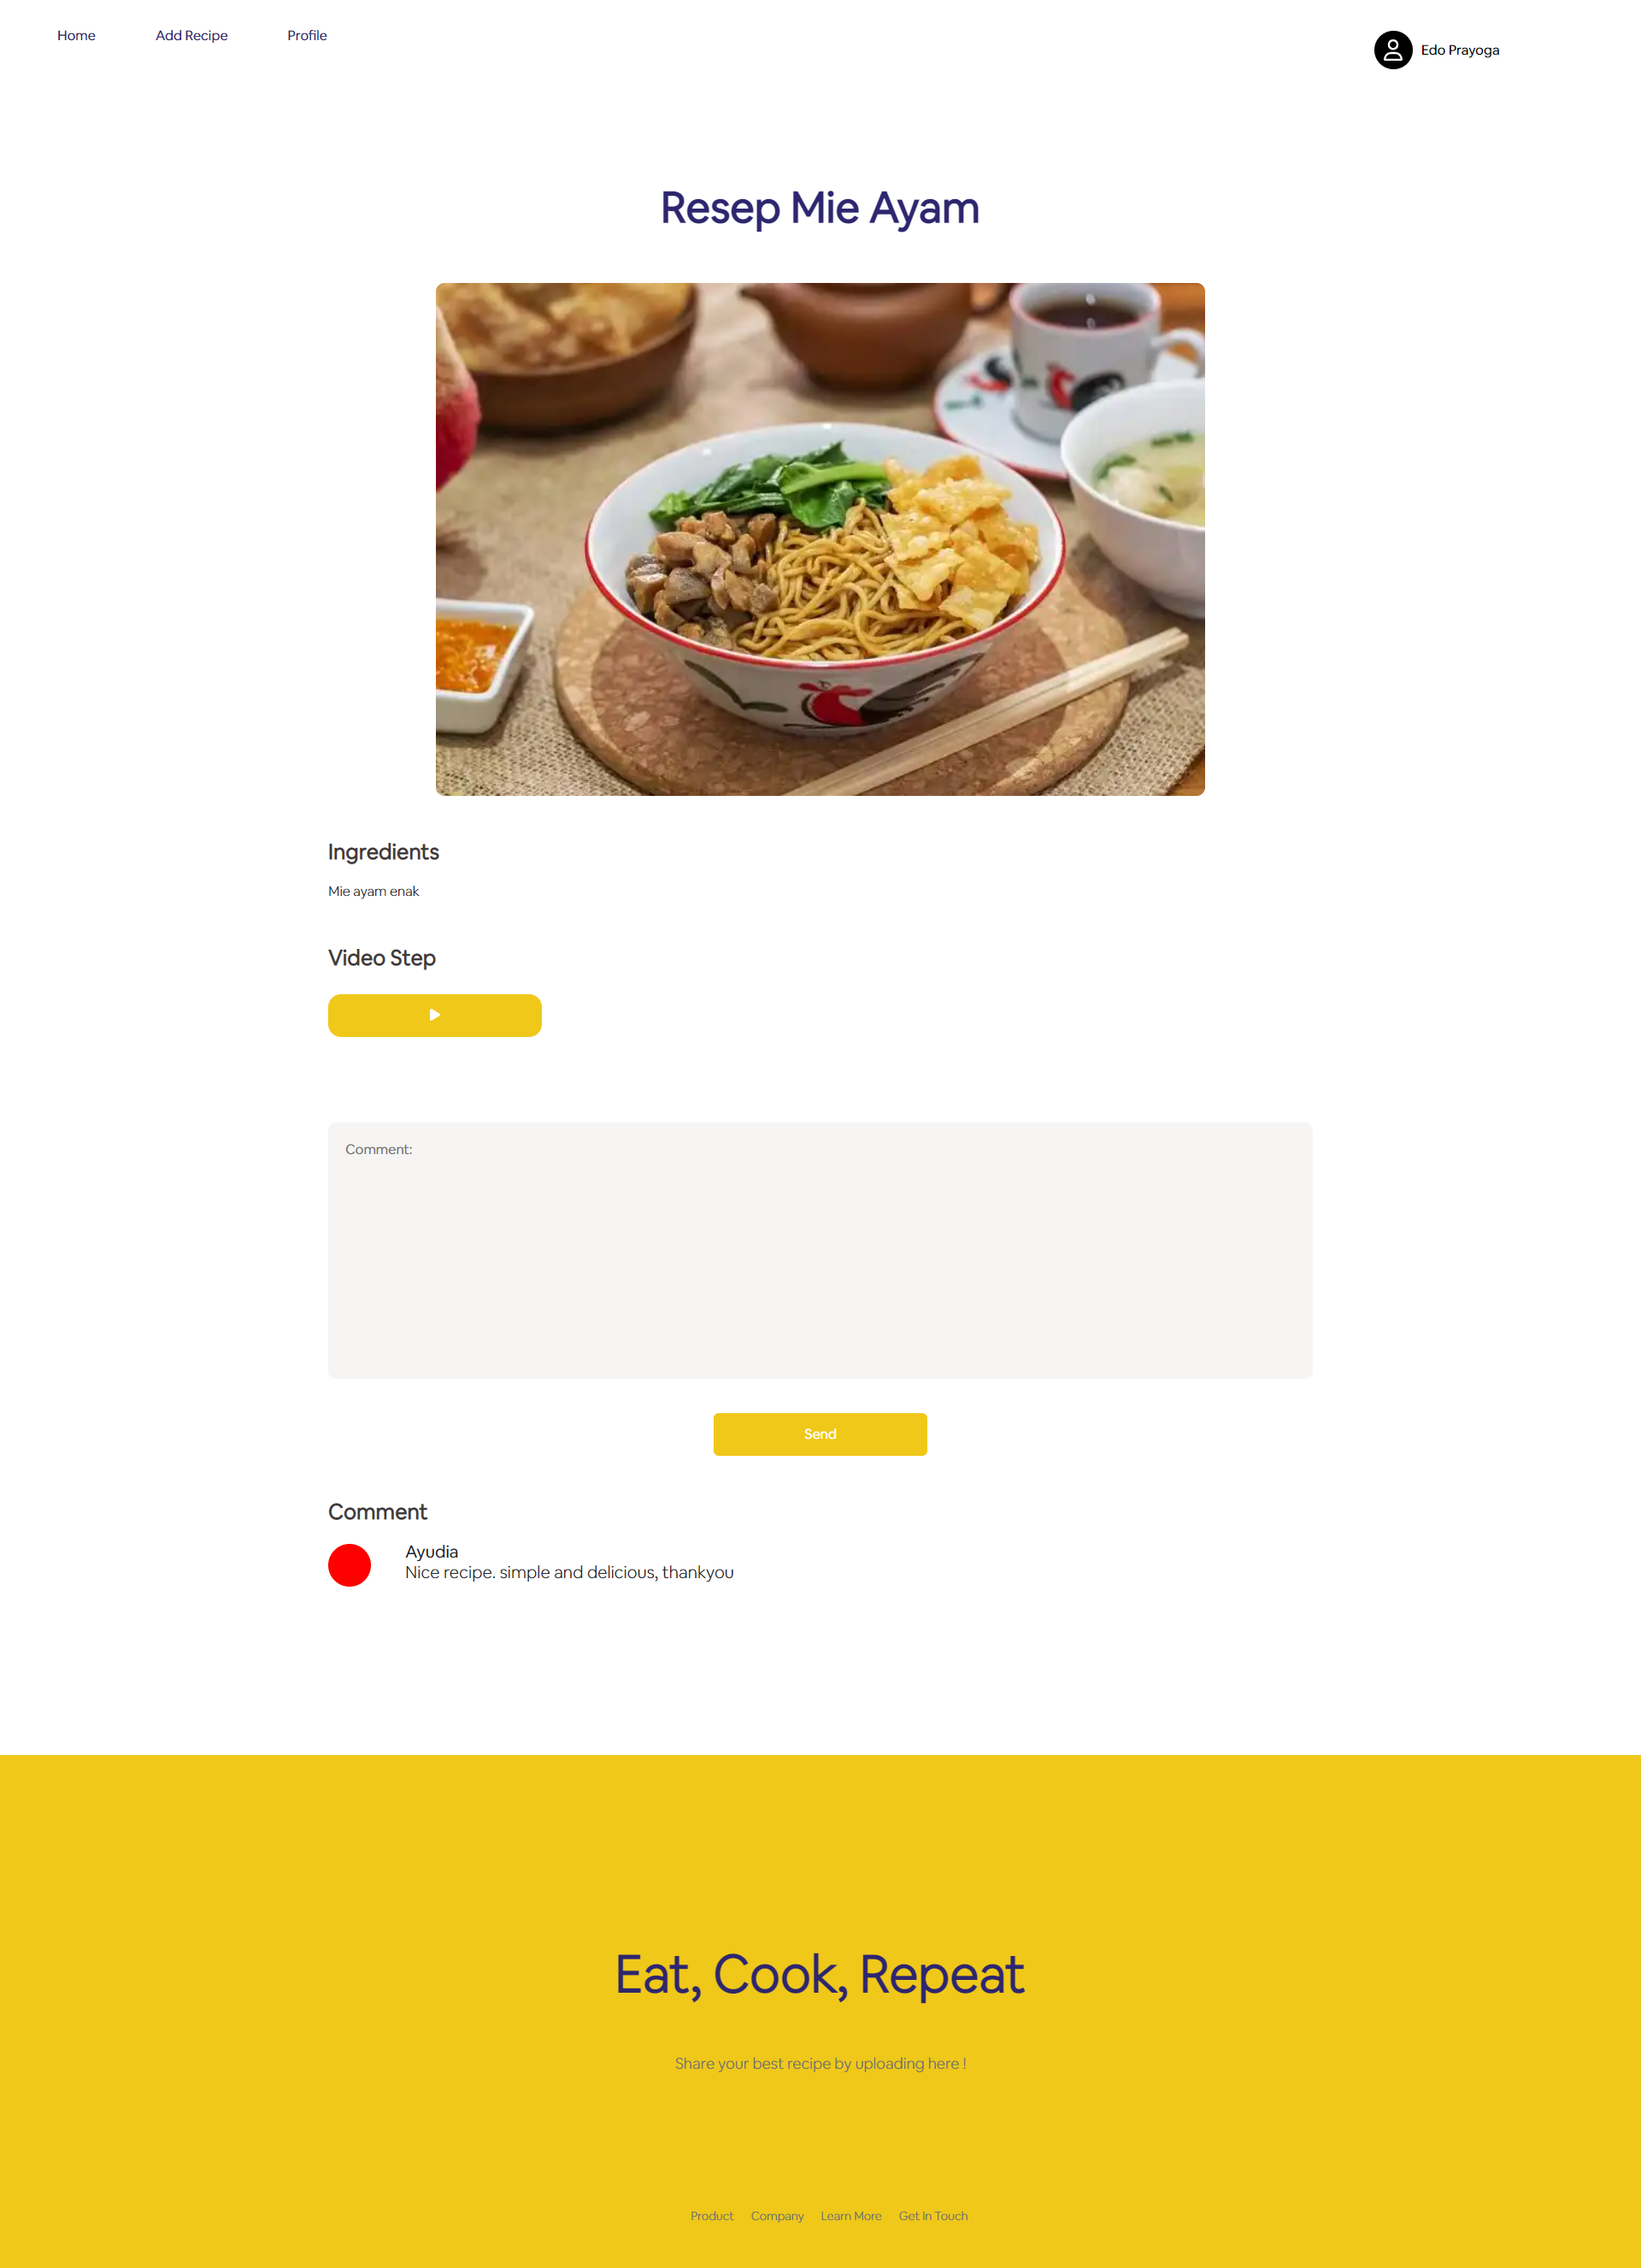 Home Add Recipe Profile
Edo Prayoga
Resep Mie Ayam
Ingredients
Mie ayam enak
Video Step
Comment:
Send
Comment
Ayudia
Nice recipe. simple and delicious, thankyou
Eat, Cook, Repeat
Share your best recipe by uploading here !
Product Company Learn More Get In Touch